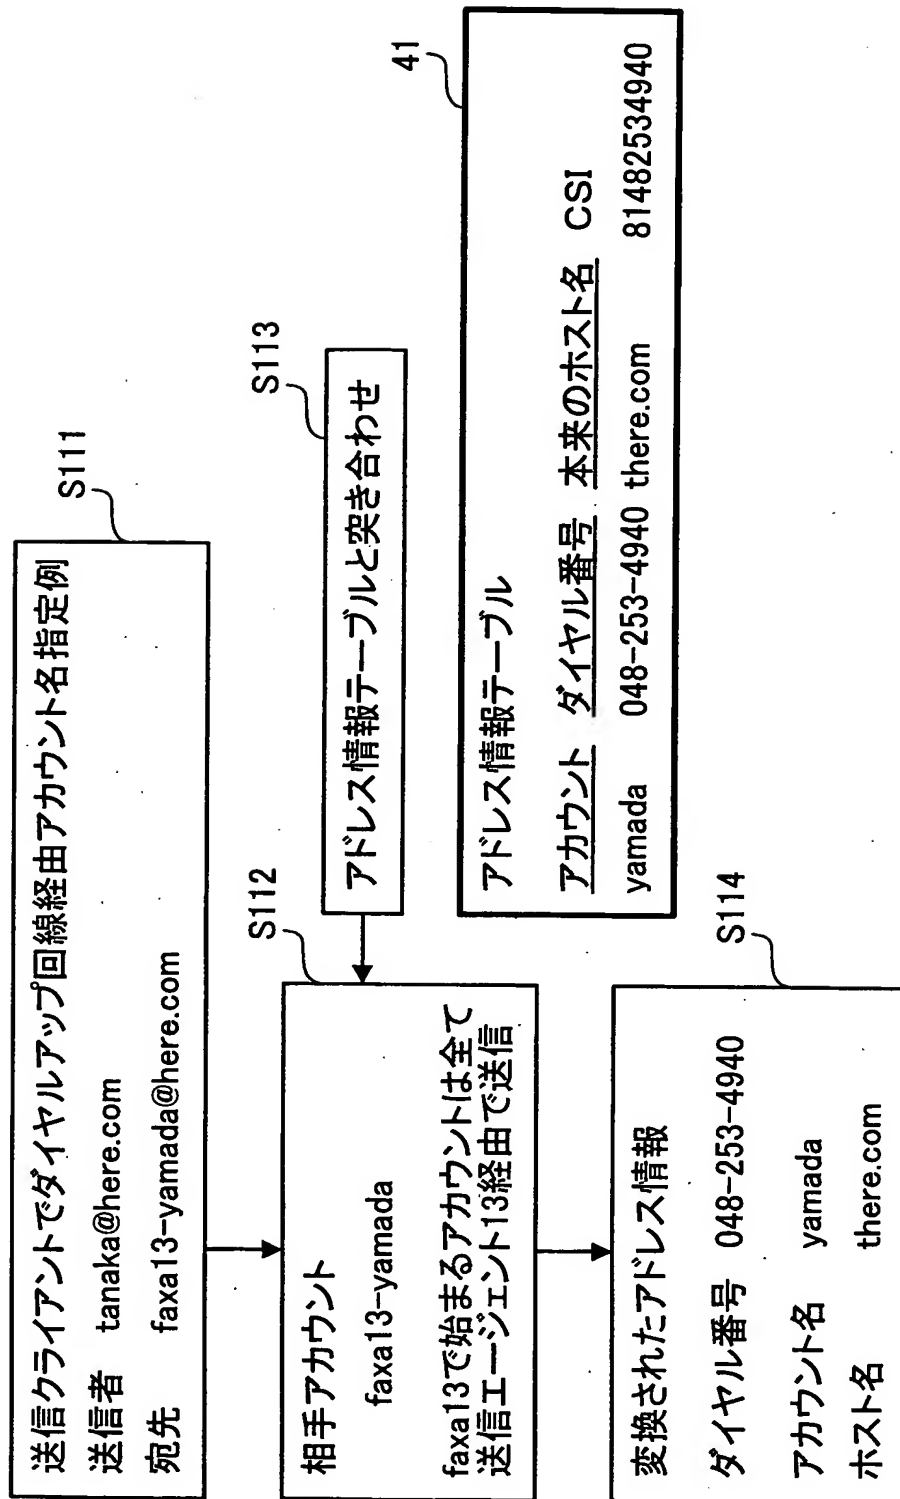 S111
送信クライアントでダイヤルアップ回線経由アカウント名指定例
送信者 tanaka@here.com
宛先 faxa13-yamada@here.com
S112
相手アカウント
faxa13-yamada
faxa13で始まるアカウントは全て
送信エージェント13経由で送信
S113
アドレス情報テーブルと突き合わせ
41
アドレス情報テーブル
アカウント ダイヤル番号 本来のホスト名 CSI
yamada 048-253-4940 there.com 81482534940
S114
変換されたアドレス情報
ダイヤル番号 048-253-4940
アカウント名 yamada
ホスト名 there.com